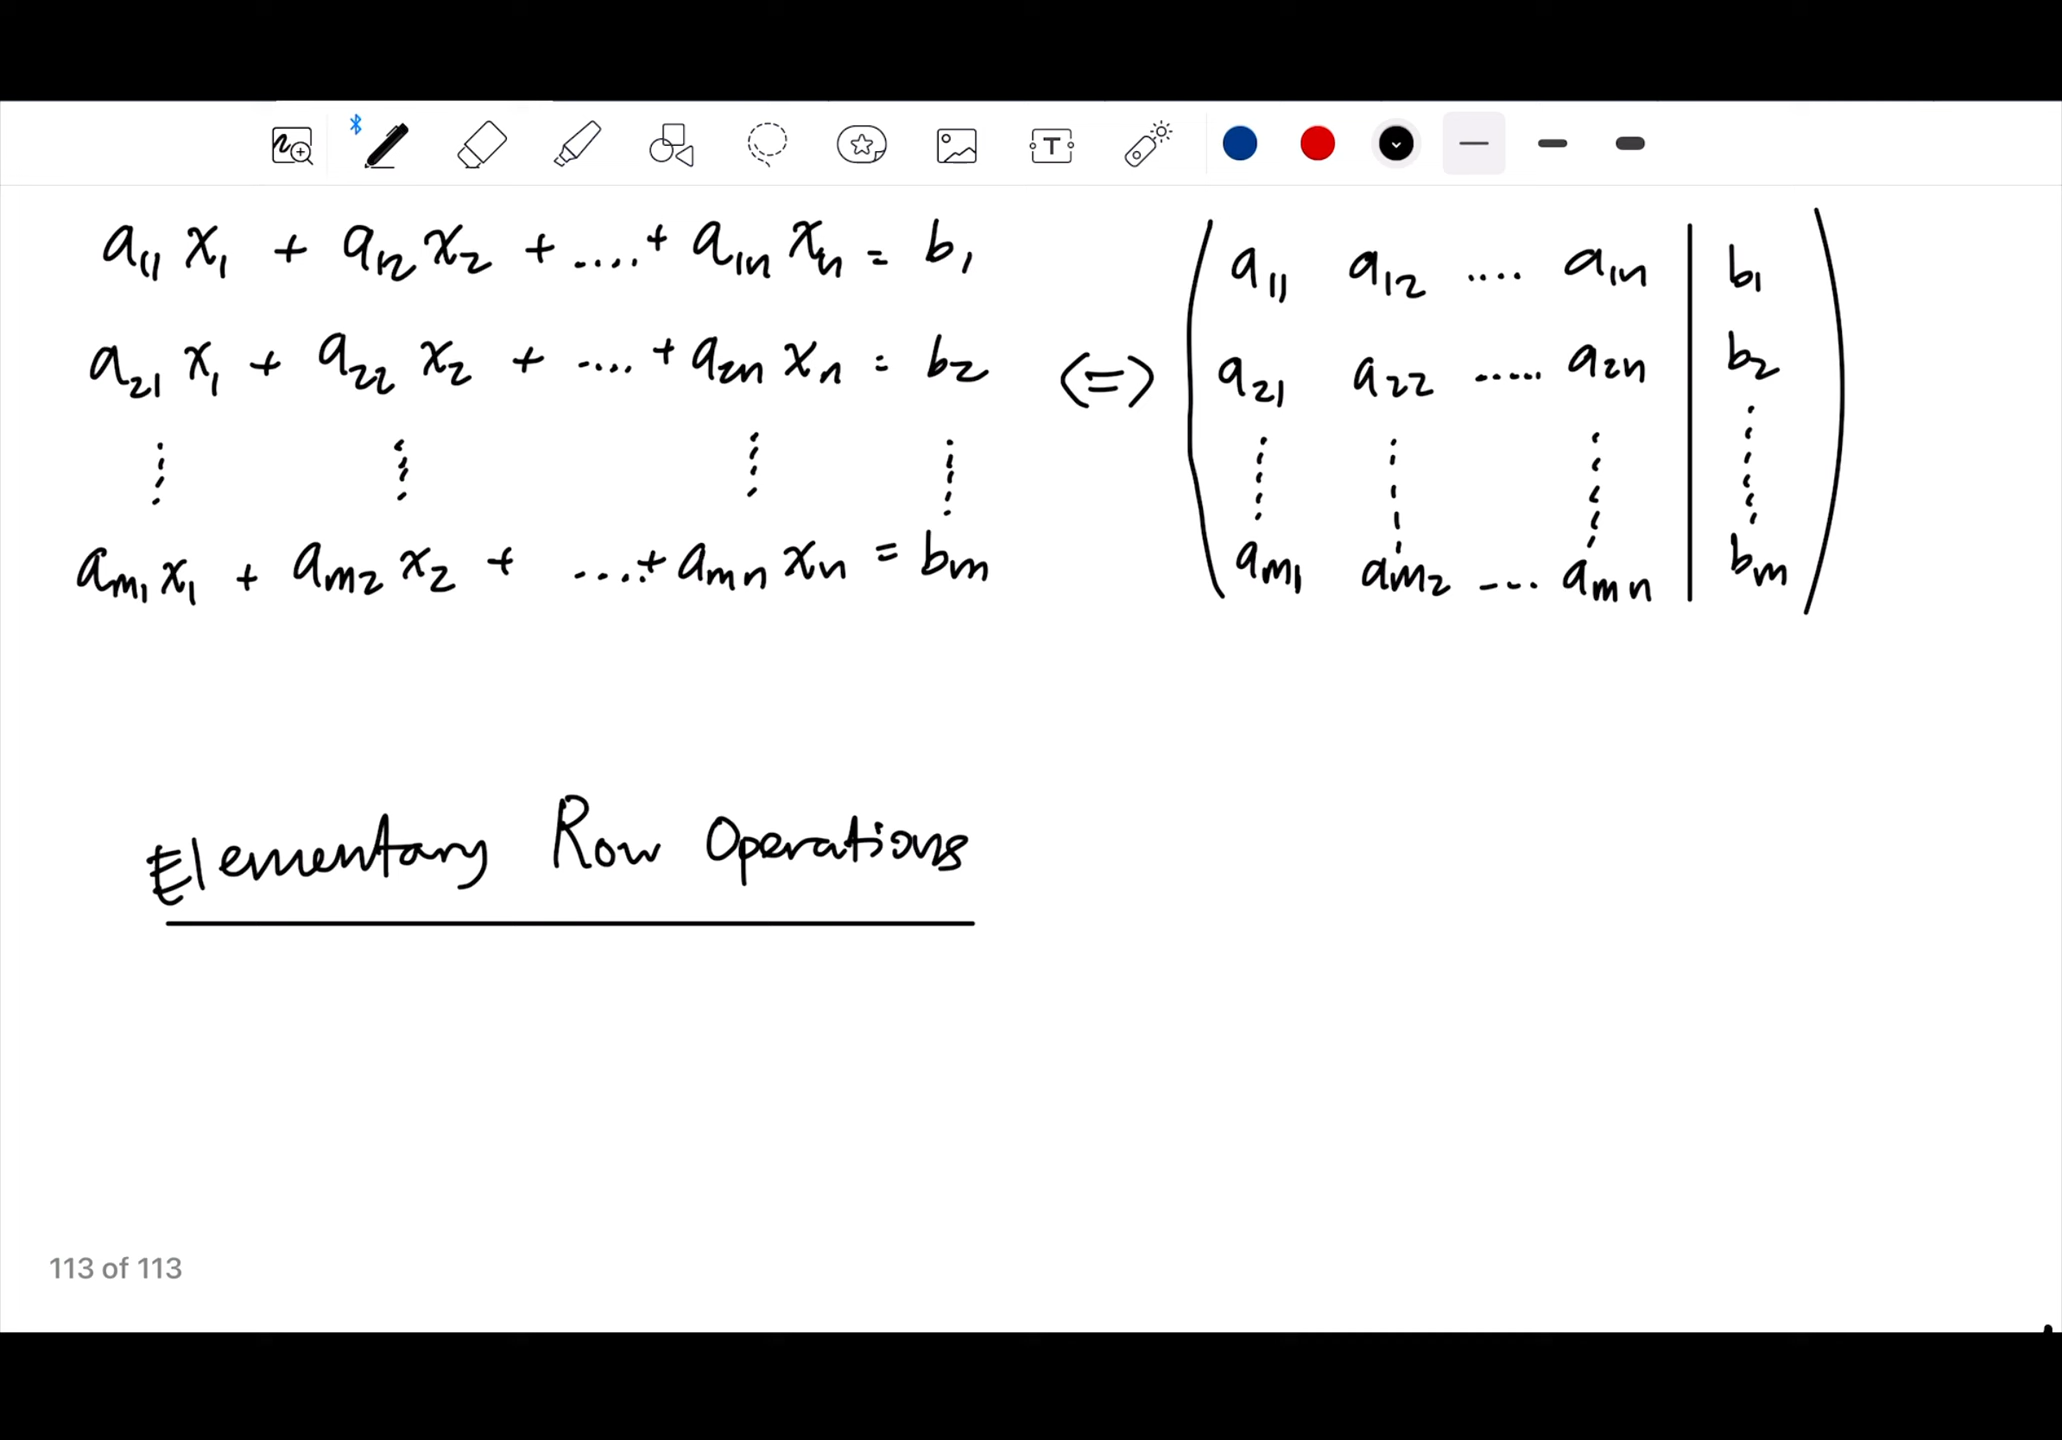 a₁₁ x₁ + a₁₂ x₂ + ....+ a₁ₙ xₙ = b₁
a₂₁ x₁ + a₂₂ x₂ + ....+ a₂ₙ xₙ = b₂
⋮ ⋮ ⋮ ⋮
aₘ₁ x₁ + aₘ₂ x₂ + ....+ aₘₙ xₙ = bₘ
<=>
a₁₁ a₁₂ .... a₁ₙ | b₁
a₂₁ a₂₂ ..... a₂ₙ | b₂
⋮ ⋮ ⋮ | ⋮
aₘ₁ aₘ₂ .... aₘₙ | bₘ
Elementary Row Operations
113 of 113